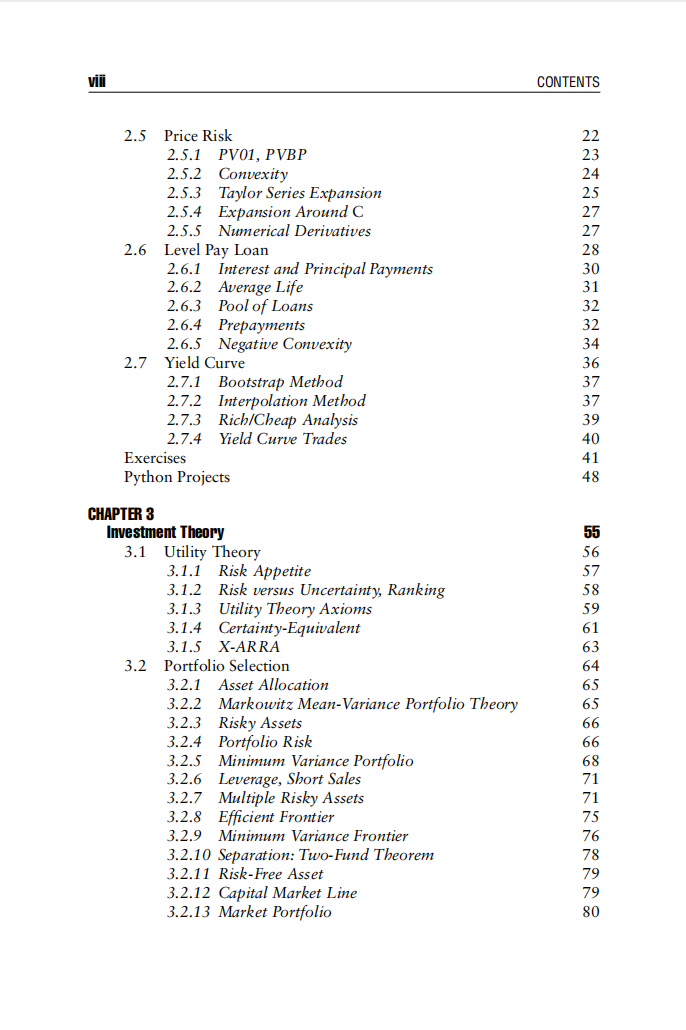 viii CONTENTS
2.5 Price Risk 22
2.5.1 PV01, PVBP 23
2.5.2 Convexity 24
2.5.3 Taylor Series Expansion 25
2.5.4 Expansion Around C 27
2.5.5 Numerical Derivatives 27
2.6 Level Pay Loan 28
2.6.1 Interest and Principal Payments 30
2.6.2 Average Life 31
2.6.3 Pool of Loans 32
2.6.4 Prepayments 32
2.6.5 Negative Convexity 34
2.7 Yield Curve 36
2.7.1 Bootstrap Method 37
2.7.2 Interpolation Method 37
2.7.3 Rich/Cheap Analysis 39
2.7.4 Yield Curve Trades 40
Exercises 41
Python Projects 48
CHAPTER 3
Investment Theory 55
3.1 Utility Theory 56
3.1.1 Risk Appetite 57
3.1.2 Risk versus Uncertainty, Ranking 58
3.1.3 Utility Theory Axioms 59
3.1.4 Certainty-Equivalent 61
3.1.5 X-ARRA 63
3.2 Portfolio Selection 64
3.2.1 Asset Allocation 65
3.2.2 Markowitz Mean-Variance Portfolio Theory 65
3.2.3 Risky Assets 66
3.2.4 Portfolio Risk 66
3.2.5 Minimum Variance Portfolio 68
3.2.6 Leverage, Short Sales 71
3.2.7 Multiple Risky Assets 71
3.2.8 Efficient Frontier 75
3.2.9 Minimum Variance Frontier 76
3.2.10 Separation: Two-Fund Theorem 78
3.2.11 Risk-Free Asset 79
3.2.12 Capital Market Line 79
3.2.13 Market Portfolio 80